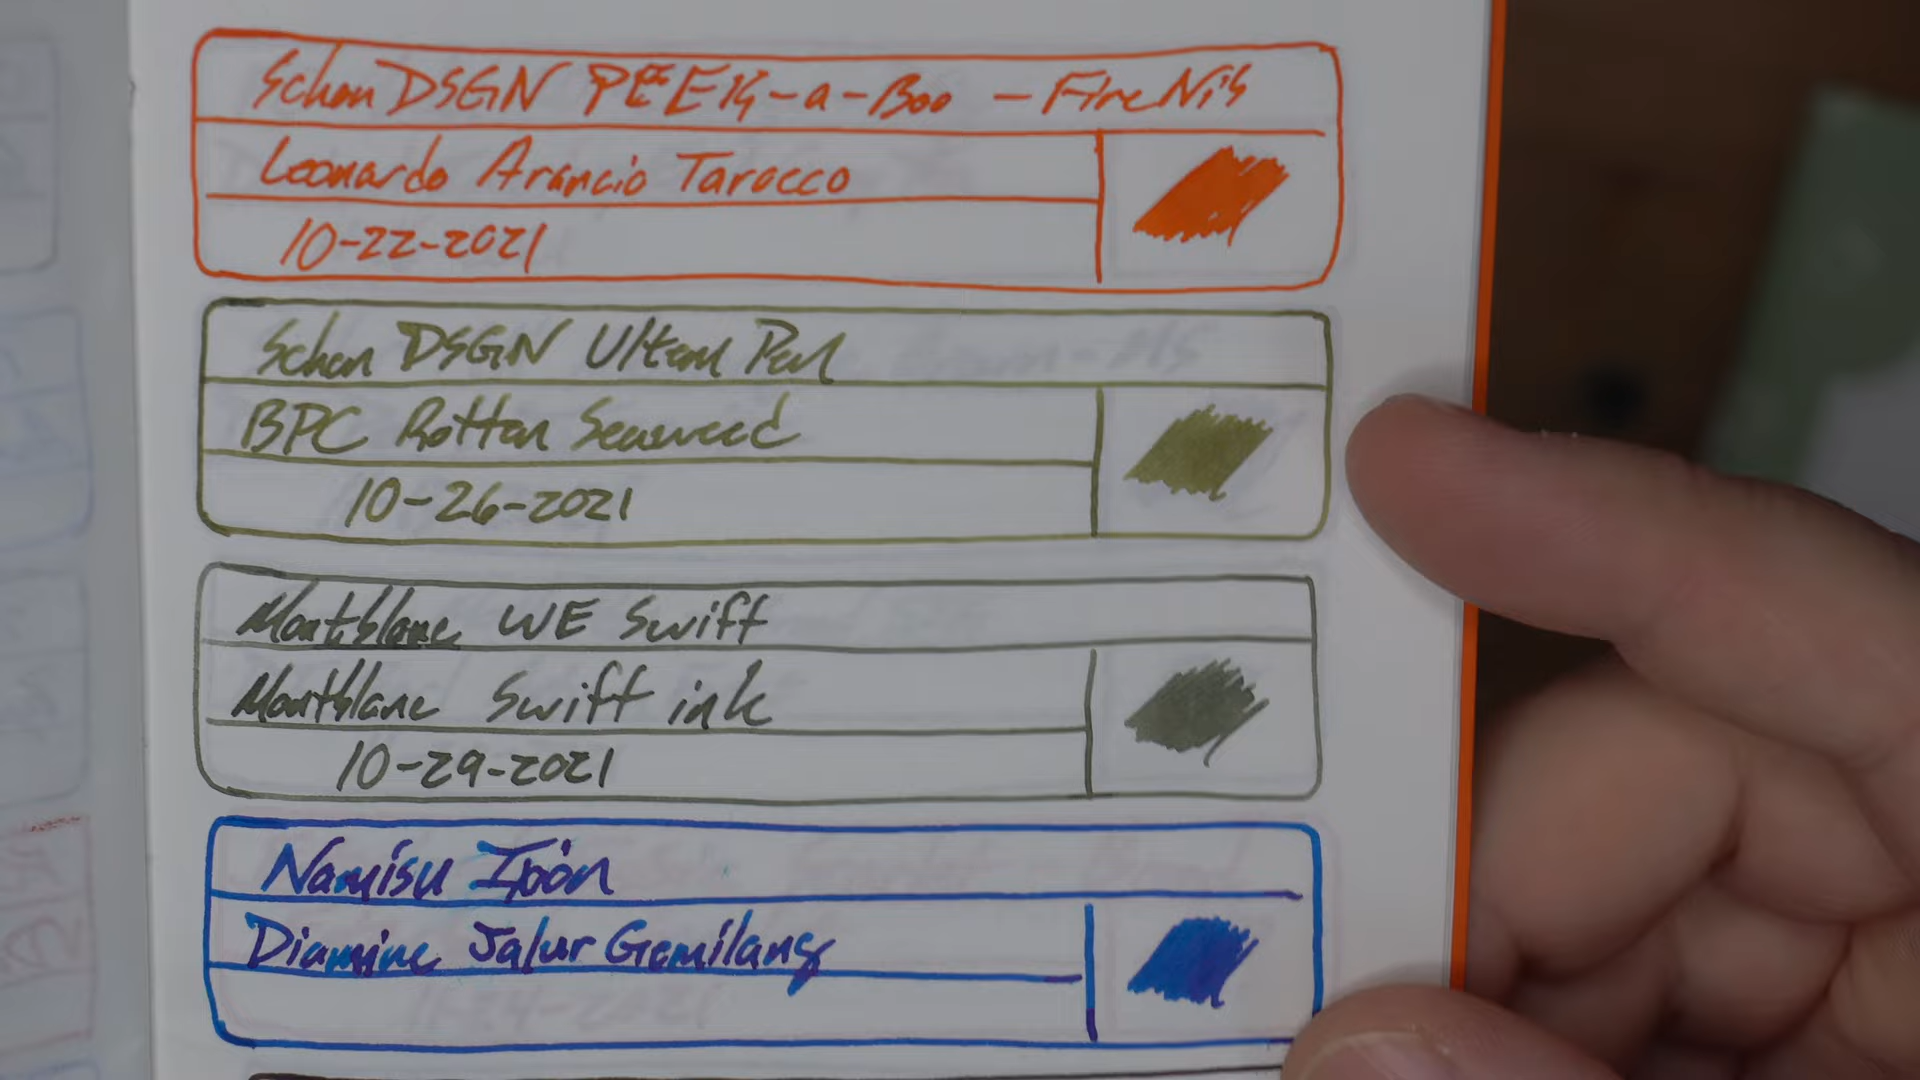 Schon DSGN PEEK-a-Boo - Fire Nib
Leonardo Arancio Tarocco
10-22-2021
Schon DSGN Ultem Pen
BPC Rotten Seaweed
10-26-2021
Montblanc WE Swift
Montblanc Swift ink
10-29-2021
Namisu Ixion
Diamine Jalur Gemilang